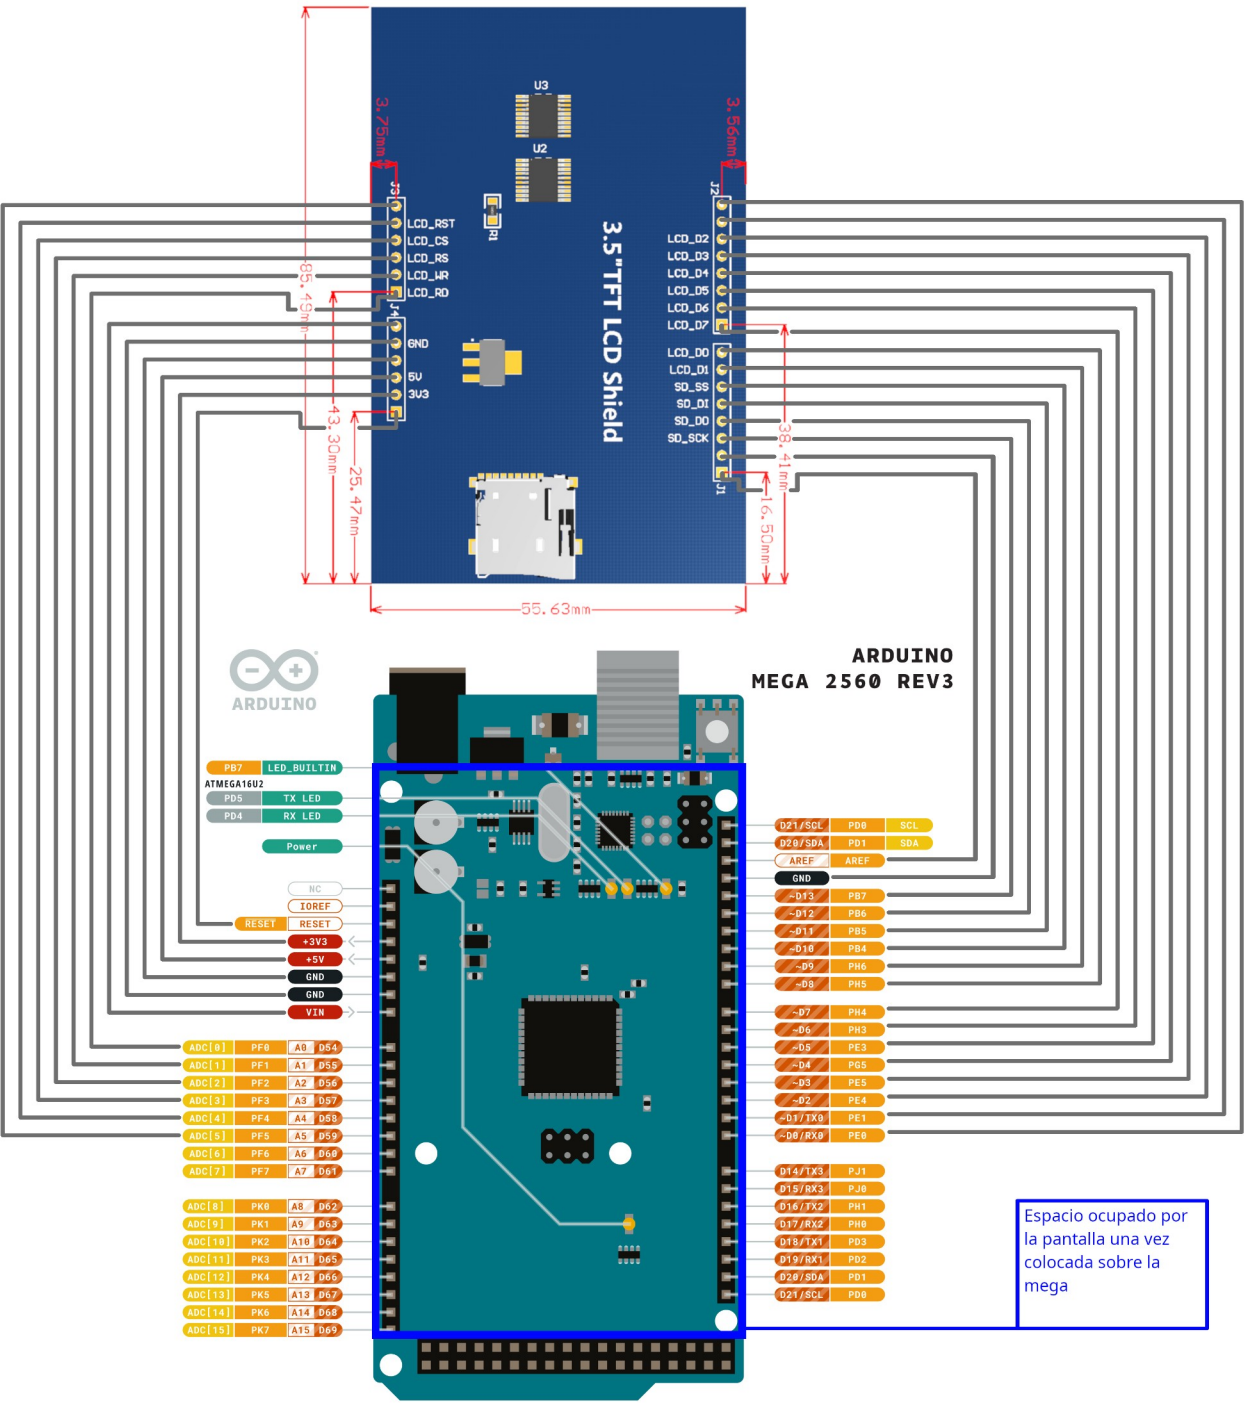 U3
U2
R1
3.75mm
3.56mm
J3
J2
LCD_RST
LCD_CS
LCD_RS
LCD_WR
LCD_RD
J4
GND
5V
3V3
3.5"TFT LCD Shield
LCD_D2
LCD_D3
LCD_D4
LCD_D5
LCD_D6
LCD_D7
LCD_D0
LCD_D1
SD_SS
SD_DI
SD_DO
SD_SCK
J1
85.49mm
43.30mm
25.47mm
38.41mm
16.50mm
55.63mm
ARDUINO
ARDUINO
MEGA 2560 REV3
PB7 LED_BUILTIN
ATMEGA16U2
PD5 TX LED
PD4 RX LED
Power
NC
IOREF
RESET RESET
+3V3
+5V
GND
GND
VIN
ADC[0] PF0 A0 D54
ADC[1] PF1 A1 D55
ADC[2] PF2 A2 D56
ADC[3] PF3 A3 D57
ADC[4] PF4 A4 D58
ADC[5] PF5 A5 D59
ADC[6] PF6 A6 D60
ADC[7] PF7 A7 D61
ADC[8] PK0 A8 D62
ADC[9] PK1 A9 D63
ADC[10] PK2 A10 D64
ADC[11] PK3 A11 D65
ADC[12] PK4 A12 D66
ADC[13] PK5 A13 D67
ADC[14] PK6 A14 D68
ADC[15] PK7 A15 D69
D21/SCL PD0 SCL
D20/SDA PD1 SDA
AREF AREF
GND
~D13 PB7
~D12 PB6
~D11 PB5
~D10 PB4
~D9 PH6
~D8 PH5
~D7 PH4
~D6 PH3
~D5 PE3
~D4 PG5
~D3 PE5
~D2 PE4
~D1/TX0 PE1
~D0/RX0 PE0
D14/TX3 PJ1
D15/RX3 PJ0
D16/TX2 PH1
D17/RX2 PH0
D18/TX1 PD3
D19/RX1 PD2
D20/SDA PD1
D21/SCL PD0
Espacio ocupado por
la pantalla una vez
colocada sobre la
mega